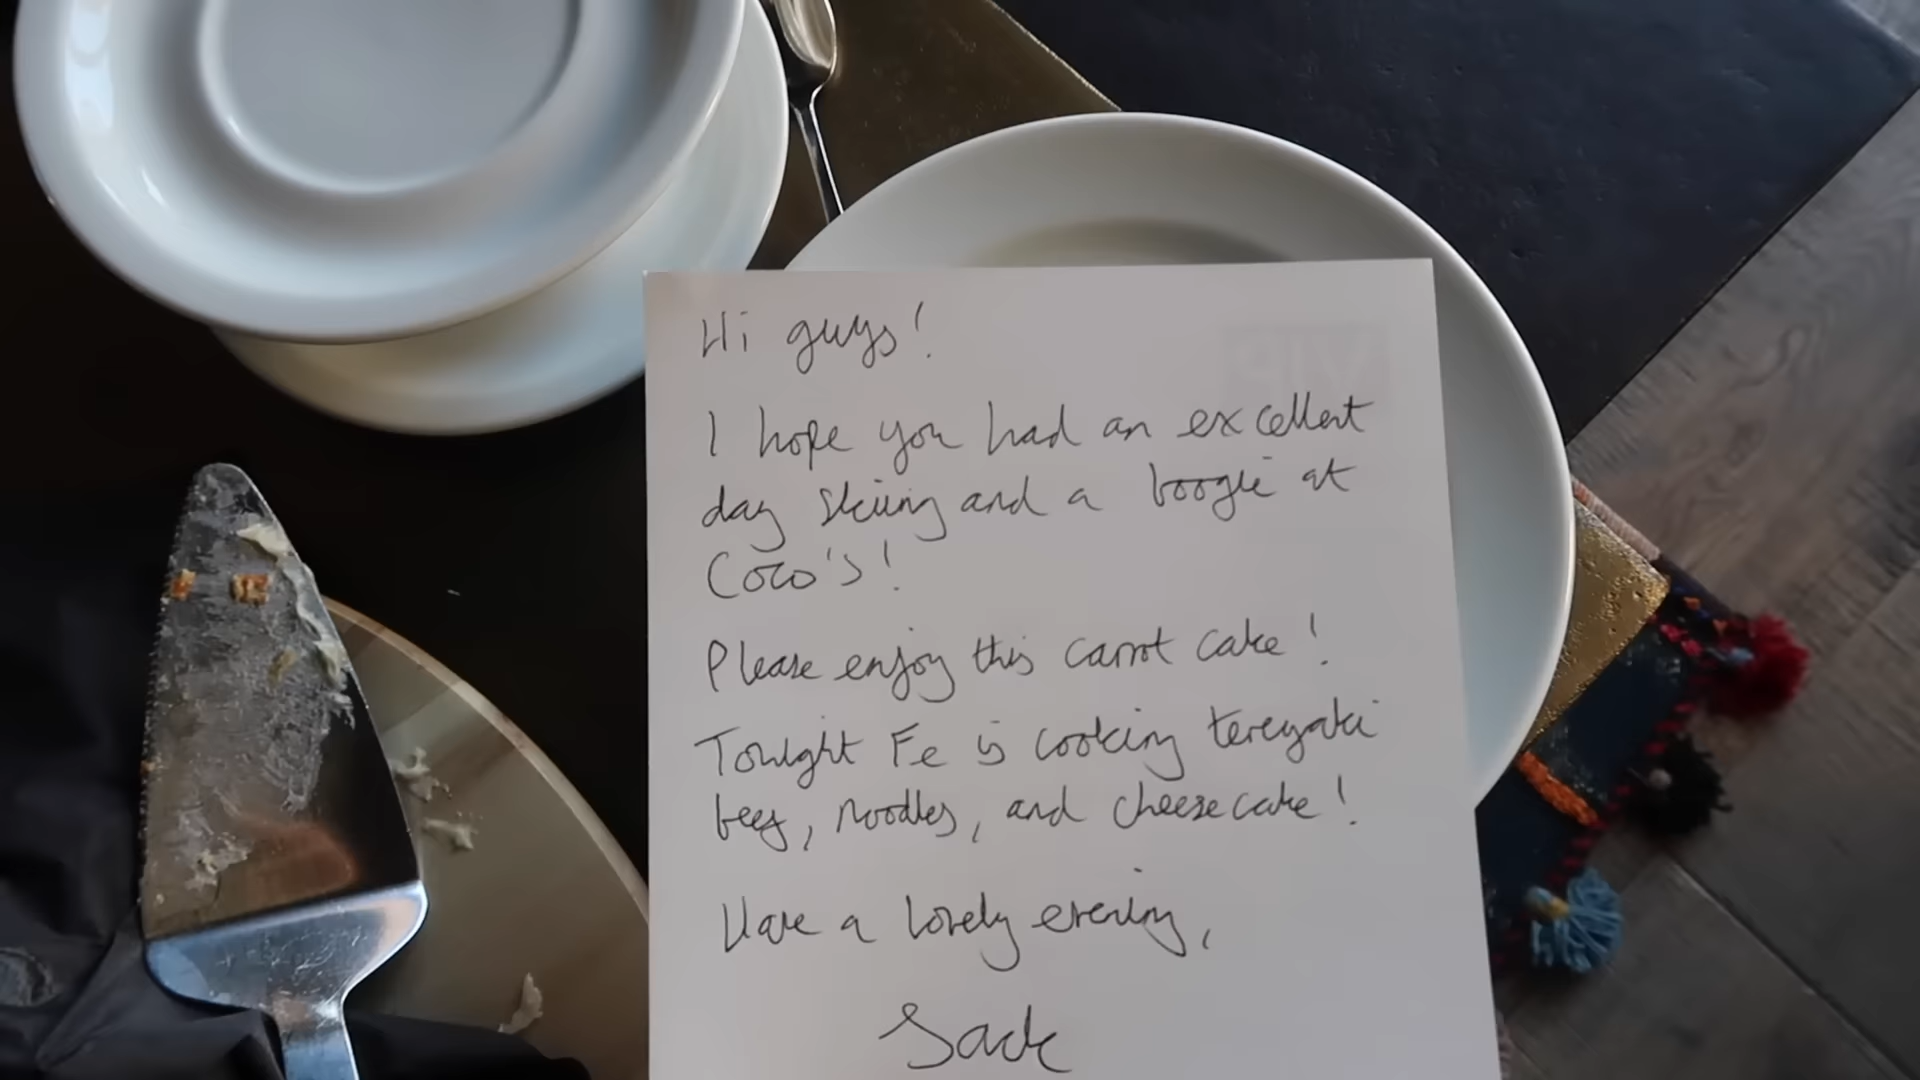 Hi guys!
I hope you had an excellent
day skiing and a boogie at
Coco's!
Please enjoy this carrot cake!
Tonight Fe is cooking tereyaki
beef, noodles, and cheesecake!
Have a lovely evening,
Jack